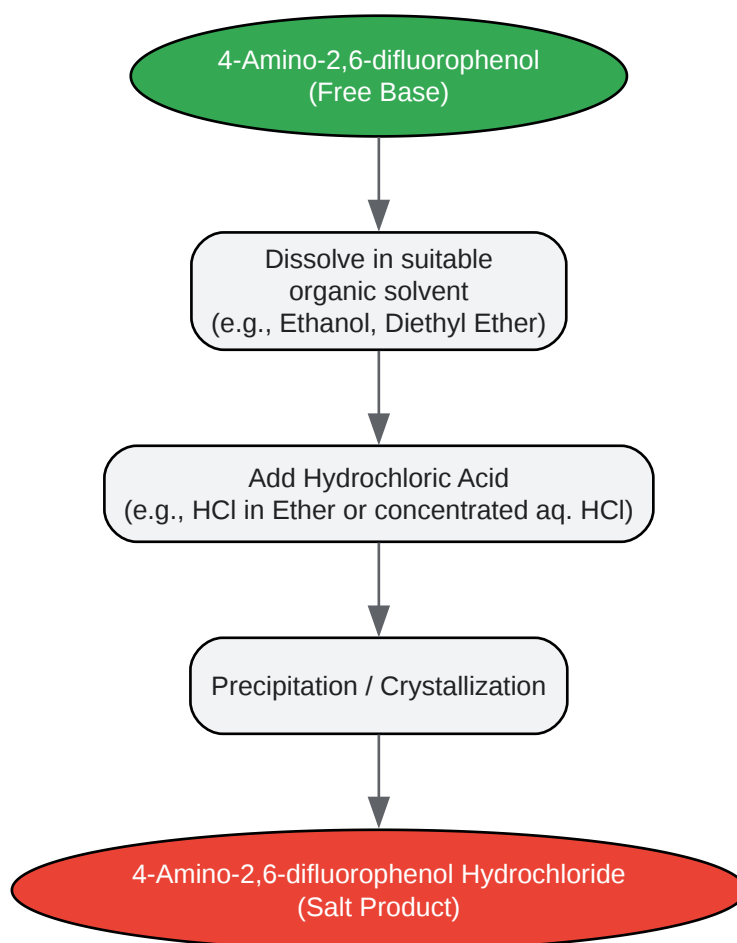 4-Amino-2,6-difluorophenol
(Free Base)
Dissolve in suitable
organic solvent
(e.g., Ethanol, Diethyl Ether)
Add Hydrochloric Acid
(e.g., HCl in Ether or concentrated aq. HCl)
Precipitation / Crystallization
4-Amino-2,6-difluorophenol Hydrochloride
(Salt Product)